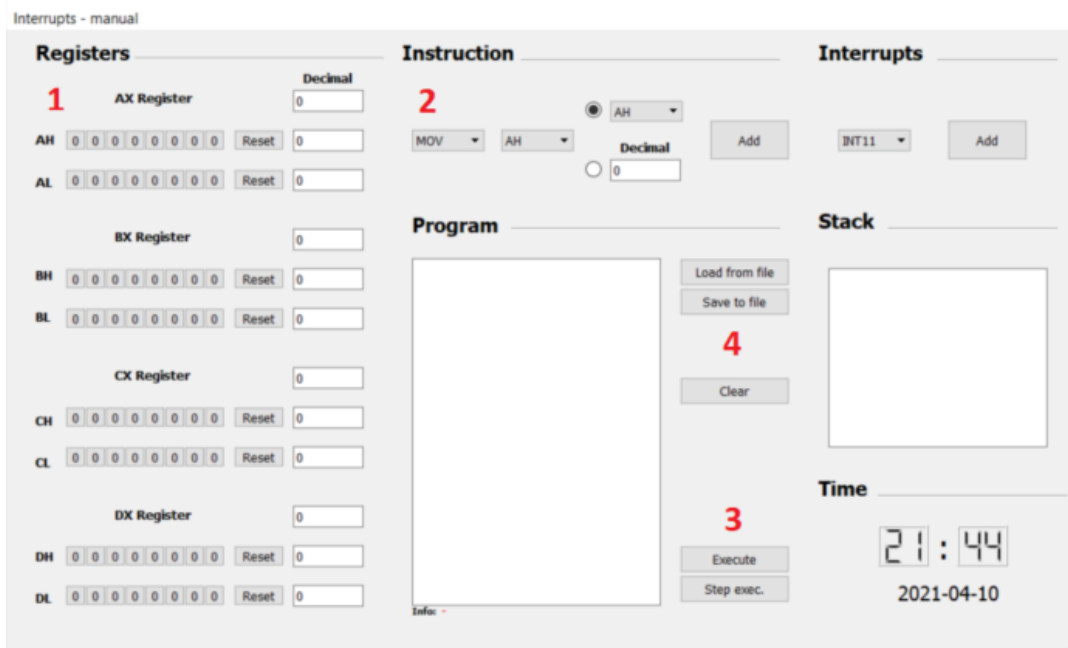 Interrupts - manual
Registers
Decimal
1 AX Register 0
AH 0 0 0 0 0 0 0 0 Reset 0
AL 0 0 0 0 0 0 0 0 Reset 0
BX Register 0
BH 0 0 0 0 0 0 0 0 Reset 0
BL 0 0 0 0 0 0 0 0 Reset 0
CX Register 0
CH 0 0 0 0 0 0 0 0 Reset 0
CL 0 0 0 0 0 0 0 0 Reset 0
DX Register 0
DH 0 0 0 0 0 0 0 0 Reset 0
DL 0 0 0 0 0 0 0 0 Reset 0
Instruction
2 AH
MOV AH Decimal Add
0
Program
Load from file
Save to file
4
Clear
3
Execute
Step exec.
Info: -
Interrupts
INT11 Add
Stack
Time
21:44
2021-04-10